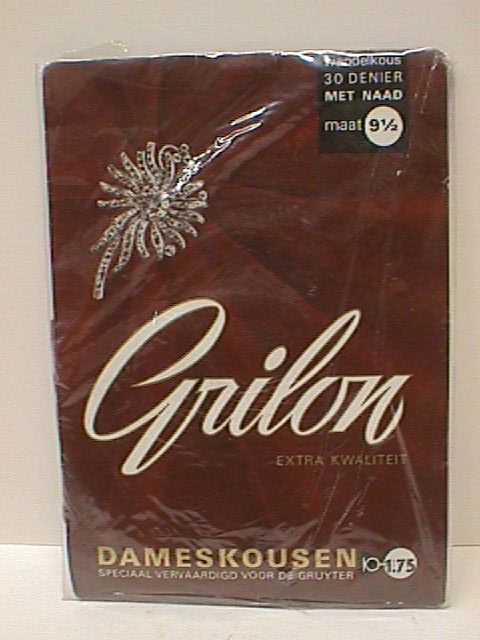 wandelkous
30 DENIER
MET NAAD
maat 9½
Grilon
EXTRA KWALITEIT
DAMESKOUSEN
SPECIAAL VERVAARDIGD VOOR DE GRUYTER
1.75